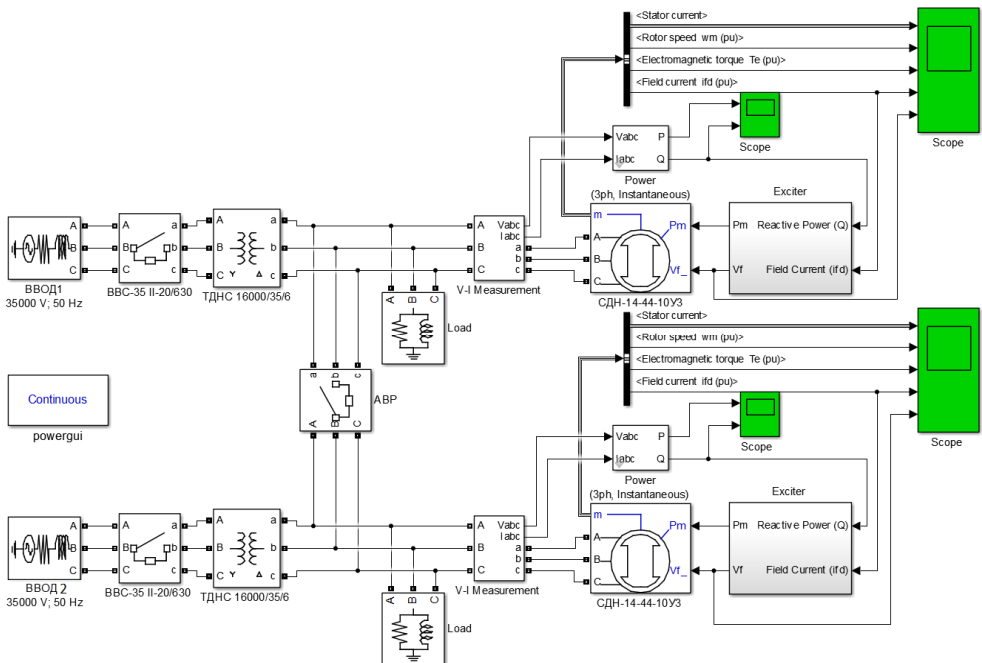 <Stator current>
<Rotor speed wm (pu)>
<Electromagnetic torque Te (pu)>
<Field current ifd (pu)>
Scope
Vabc P
Iabc Q
Scope
Power
(3ph, Instantaneous)
Exciter
Pm Reactive Power (Q)
Vf Field Current (ifd)
m
Pm
A
B
Vf_
C
СДН-14-44-10У3
A Vabc
Iabc
B a
b
C c
V-I Measurement
A
B
C
ВВОД1
35000 V; 50 Hz
A a
B b
C c
ВВС-35 II-20/630
A a
B b
C Y Δ c
ТДНС 16000/35/6
A B C
Load
a b c
A B C
АВР
Continuous
powergui
<Stator current>
<Rotor speed wm (pu)>
<Electromagnetic torque Te (pu)>
<Field current ifd (pu)>
Scope
Vabc P
Iabc Q
Scope
Power
(3ph, Instantaneous)
Exciter
Pm Reactive Power (Q)
Vf Field Current (ifd)
m
Pm
A
B
Vf_
C
СДН-14-44-10У3
A Vabc
Iabc
B a
b
C c
V-I Measurement
A
B
C
ВВОД 2
35000 V; 50 Hz
A a
B b
C c
ВВС-35 II-20/630
A a
B b
C Y Δ c
ТДНС 16000/35/6
A B C
Load